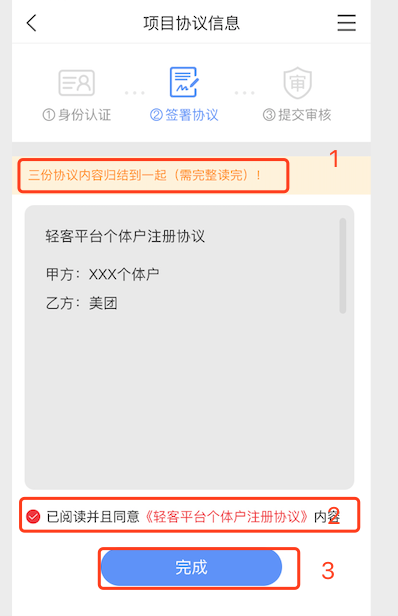 项目协议信息
①身份认证
②签署协议
③提交审核
1
三份协议内容归结到一起（需完整读完）！
轻客平台个体户注册协议
甲方：XXX个体户
乙方：美团
已阅读并且同意《轻客平台个体户注册协议》内容
2
完成
3